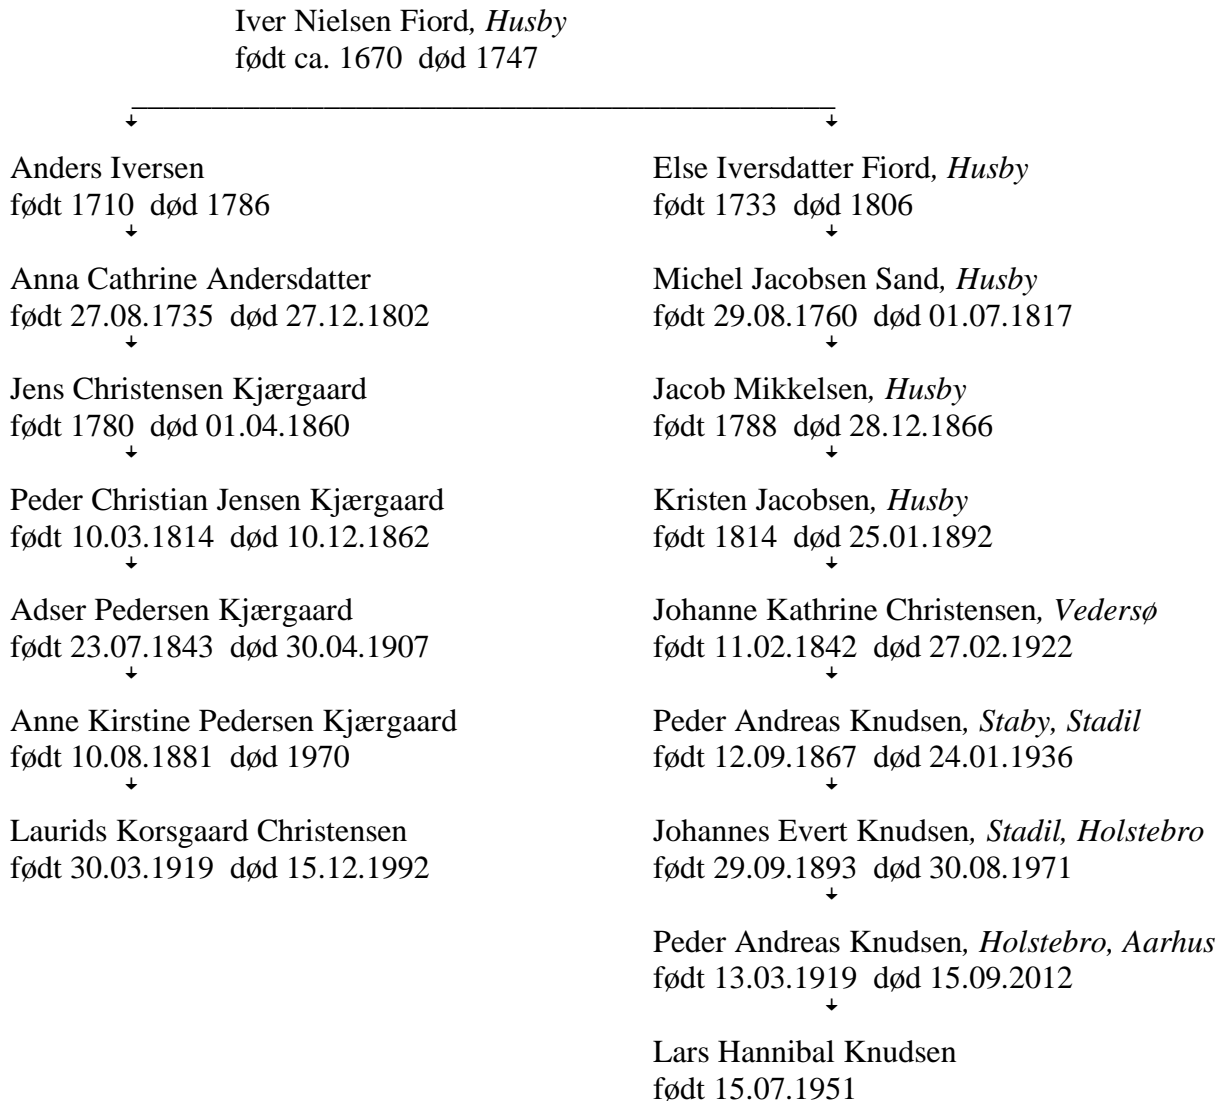 Iver Nielsen Fiord, Husby
født ca. 1670 død 1747
Anders Iversen
født 1710 død 1786
Anna Cathrine Andersdatter
født 27.08.1735 død 27.12.1802
Jens Christensen Kjærgaard
født 1780 død 01.04.1860
Peder Christian Jensen Kjærgaard
født 10.03.1814 død 10.12.1862
Adser Pedersen Kjærgaard
født 23.07.1843 død 30.04.1907
Anne Kirstine Pedersen Kjærgaard
født 10.08.1881 død 1970
Laurids Korsgaard Christensen
født 30.03.1919 død 15.12.1992
Else Iversdatter Fiord, Husby
født 1733 død 1806
Michel Jacobsen Sand, Husby
født 29.08.1760 død 01.07.1817
Jacob Mikkelsen, Husby
født 1788 død 28.12.1866
Kristen Jacobsen, Husby
født 1814 død 25.01.1892
Johanne Kathrine Christensen, Vedersø
født 11.02.1842 død 27.02.1922
Peder Andreas Knudsen, Staby, Stadil
født 12.09.1867 død 24.01.1936
Johannes Evert Knudsen, Stadil, Holstebro
født 29.09.1893 død 30.08.1971
Peder Andreas Knudsen, Holstebro, Aarhus
født 13.03.1919 død 15.09.2012
Lars Hannibal Knudsen
født 15.07.1951